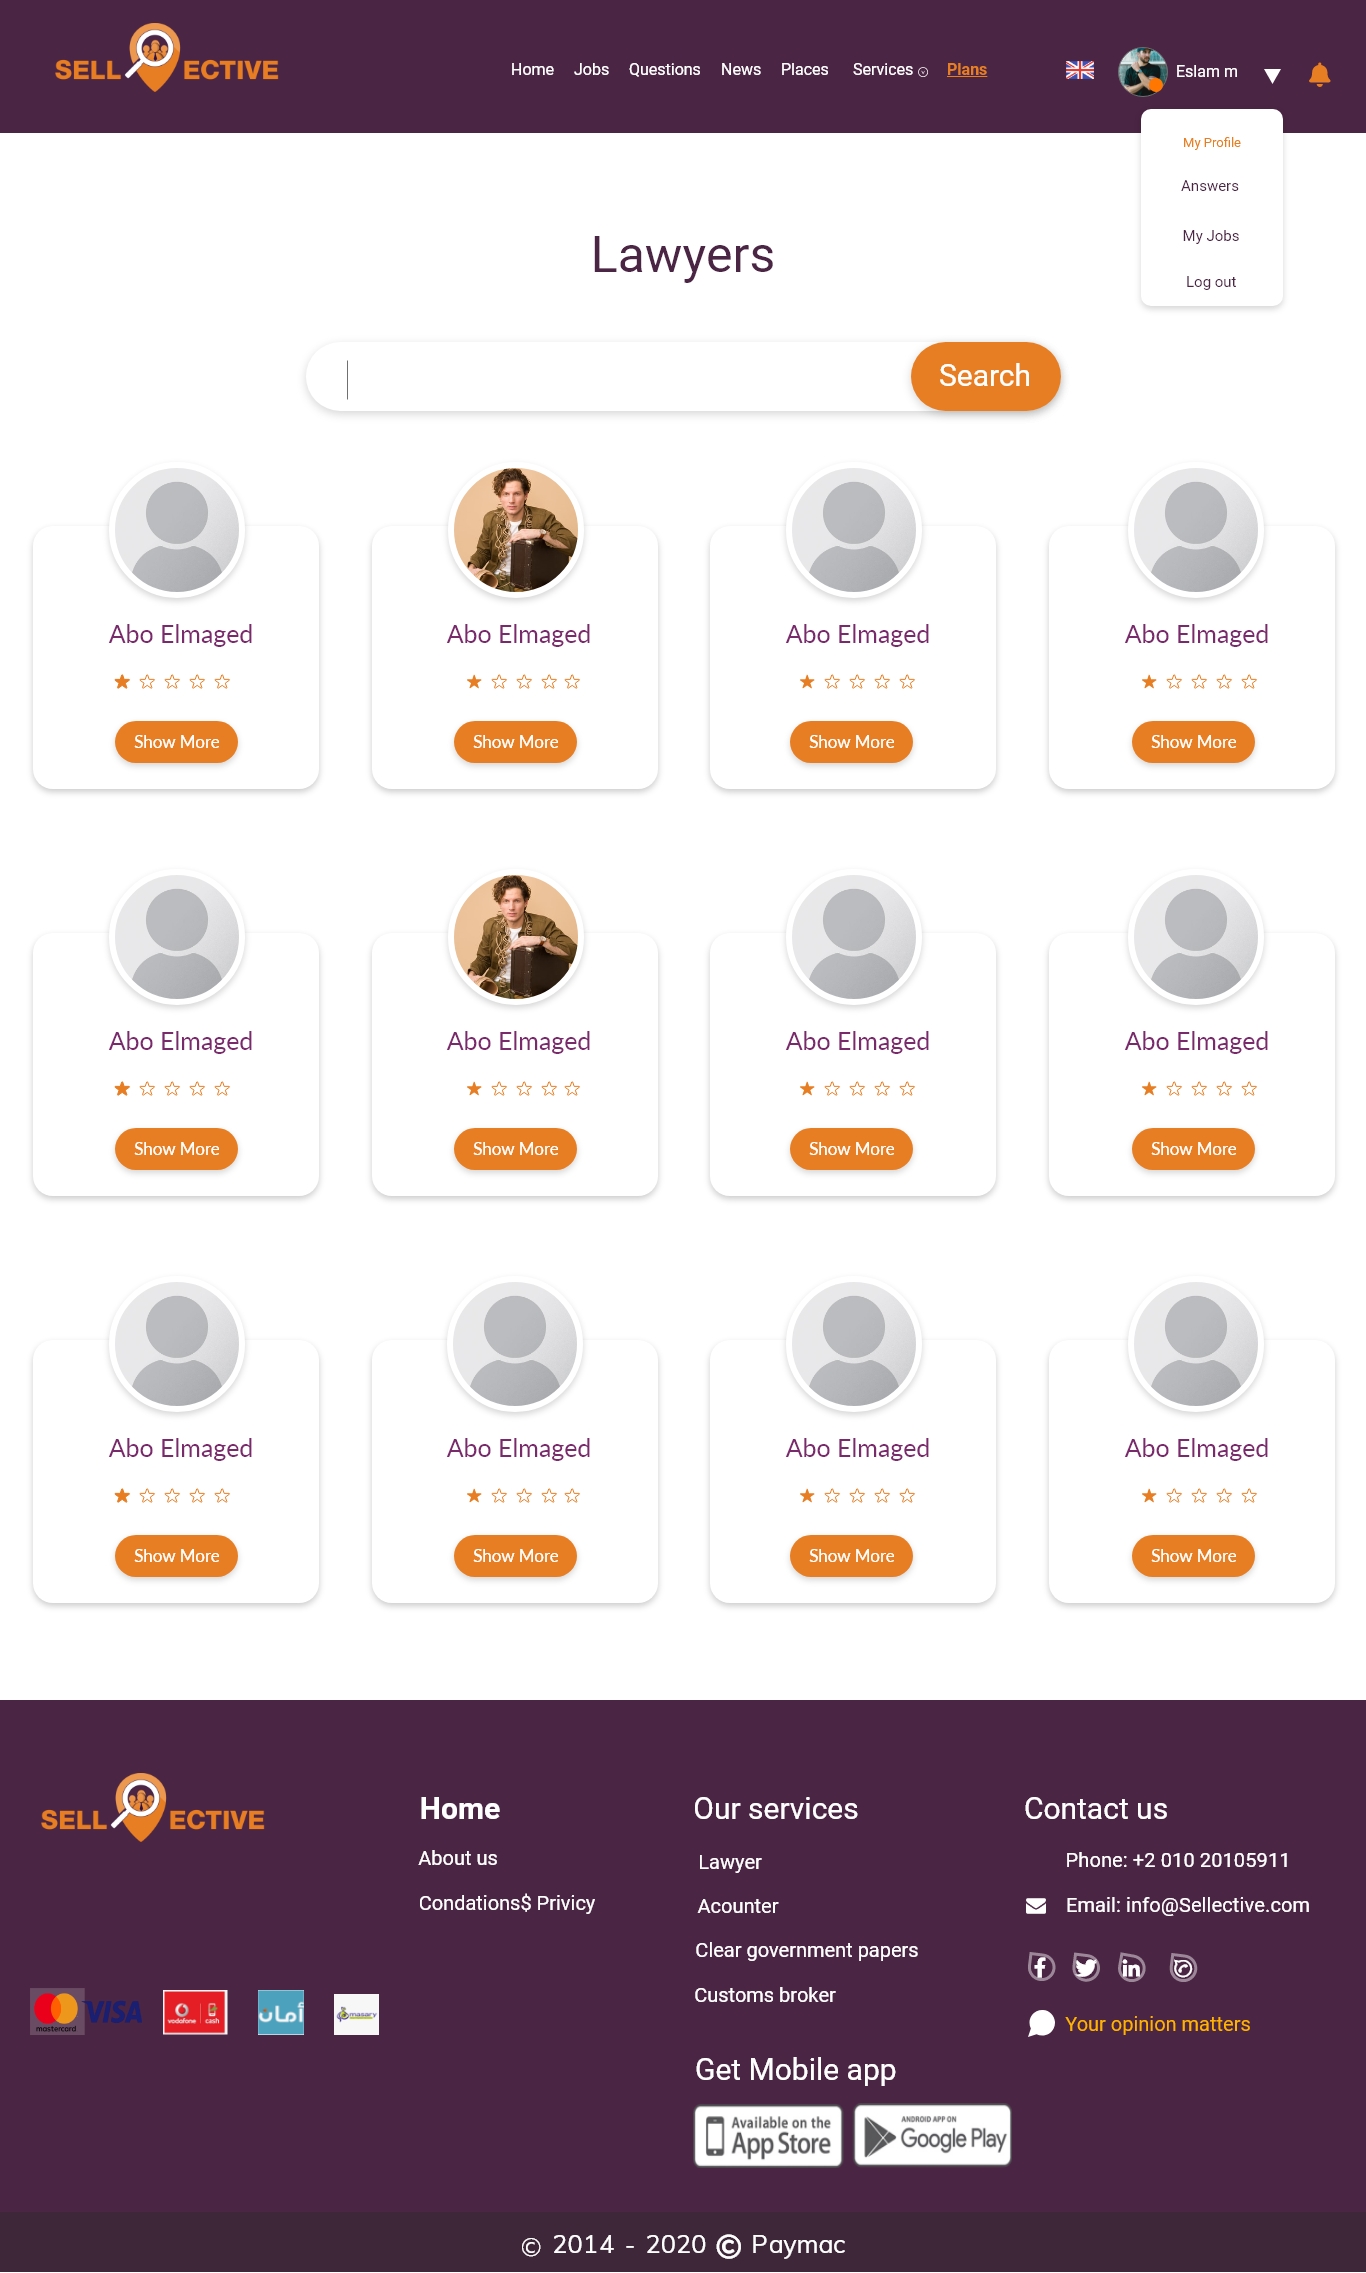 SELL ECTIVE
Home Jobs Questions News Places Services Plans
Eslam m
My Profile
Answers
My Jobs
Log out
Lawyers
Search
Abo Elmaged Abo Elmaged Abo Elmaged Abo Elmaged
Show More Show More Show More Show More
Abo Elmaged Abo Elmaged Abo Elmaged Abo Elmaged
Show More Show More Show More Show More
Abo Elmaged Abo Elmaged Abo Elmaged Abo Elmaged
Show More Show More Show More Show More
SELL ECTIVE
Home
About us
Condations$ Privicy
mastercard VISA
vodafone cash
أمان
masary
Our services
Lawyer
Acounter
Clear government papers
Customs broker
Get Mobile app
Available on the
App Store
ANDROID APP ON
Google Play
Contact us
Phone: +2 010 20105911
Email: info@Sellective.com
Your opinion matters
© 2014 - 2020 © Paymac